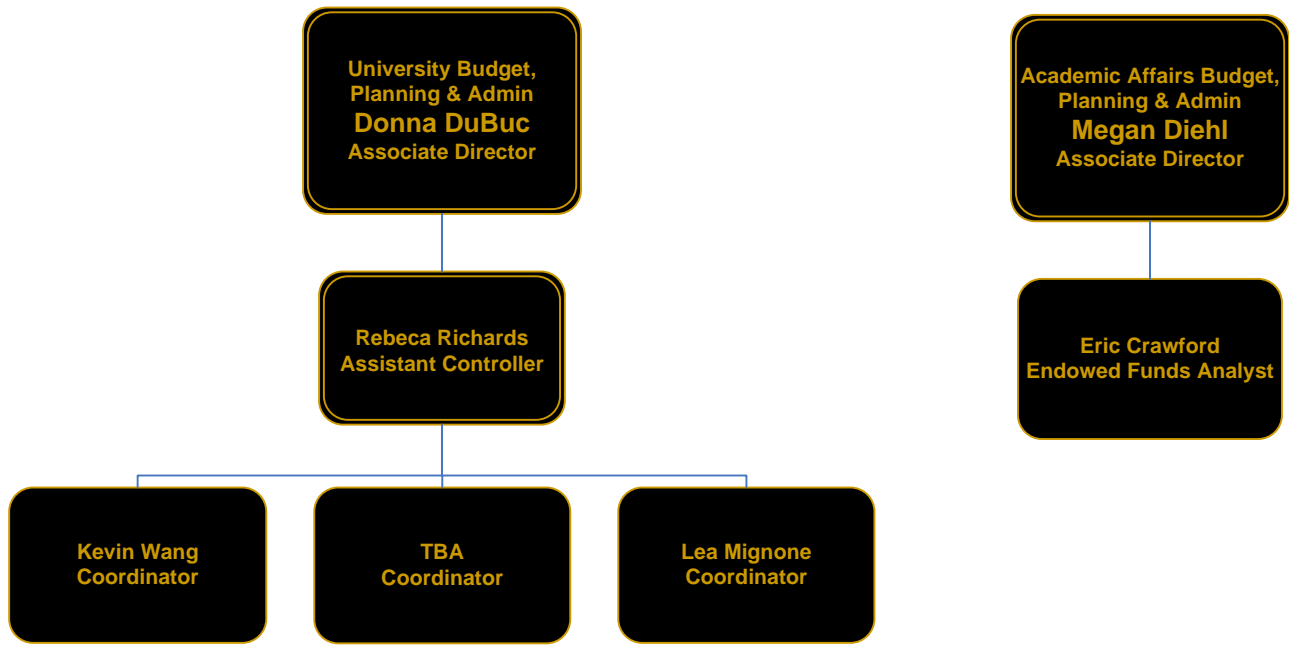 University Budget,
Planning & Admin
Donna DuBuc
Associate Director
Academic Affairs Budget,
Planning & Admin
Megan Diehl
Associate Director
Rebeca Richards
Assistant Controller
Eric Crawford
Endowed Funds Analyst
Kevin Wang
Coordinator
TBA
Coordinator
Lea Mignone
Coordinator